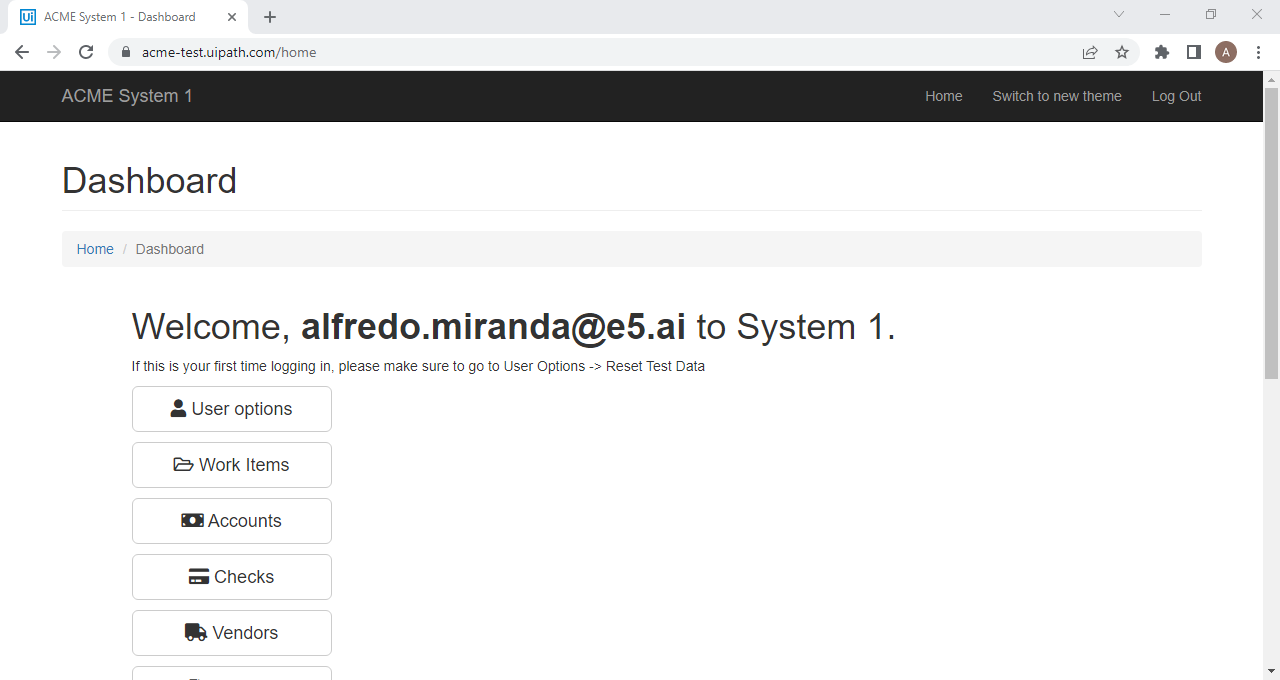 ACME System 1 - Dashboard
acme-test.uipath.com/home
A
ACME System 1
Home
Switch to new theme
Log Out
Dashboard
Home / Dashboard
Welcome, alfredo.miranda@e5.ai to System 1.
If this is your first time logging in, please make sure to go to User Options -> Reset Test Data
User options
Work Items
Accounts
Checks
Vendors